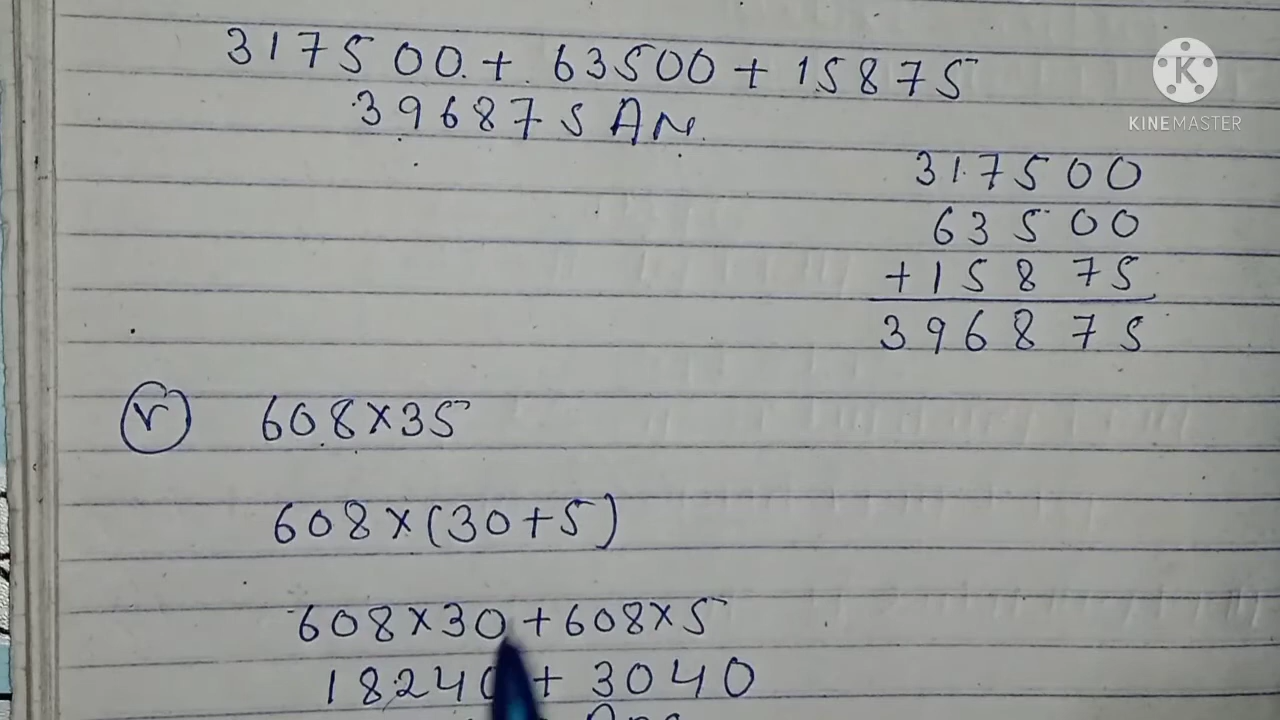 317500 + 63500 + 15875
396875 An.
K
KINEMASTER
317500
63500
+15875
396875
(v) 608×35
608×(30+5)
608×30+608×5
18240 + 3040